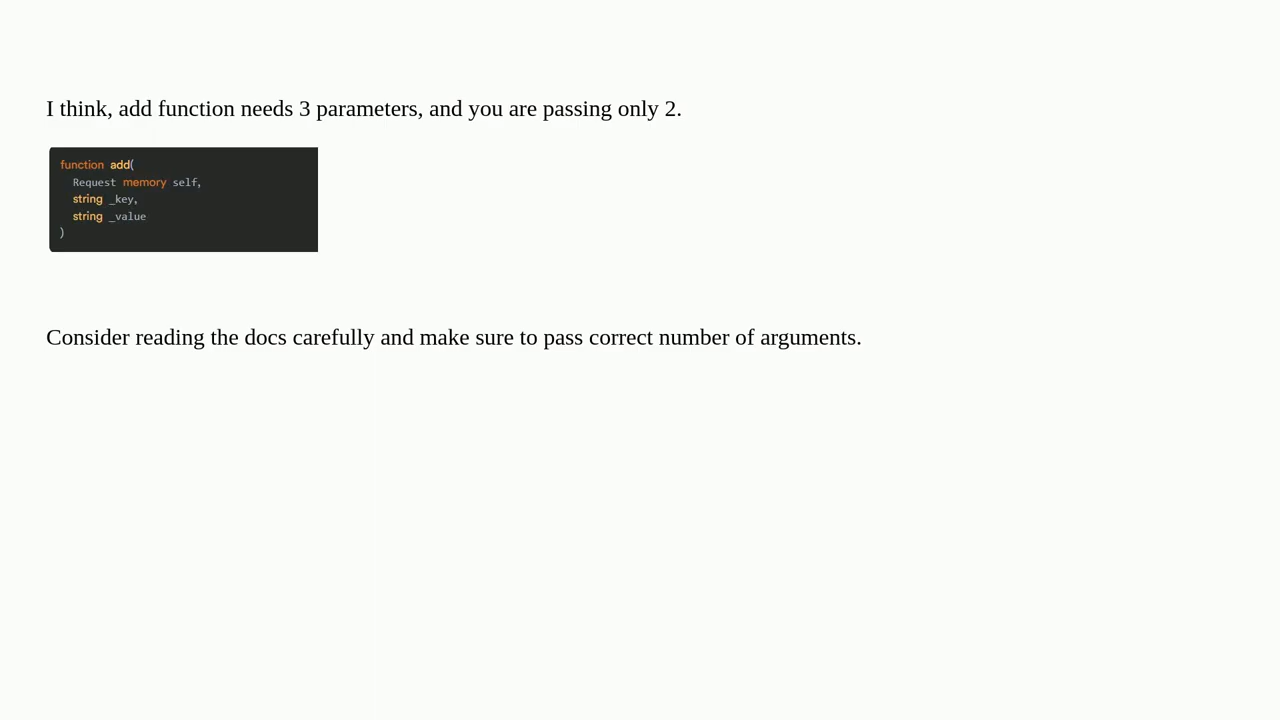 I think, add function needs 3 parameters, and you are passing only 2.
function add(
Request memory self,
string _key,
string _value
)
Consider reading the docs carefully and make sure to pass correct number of arguments.